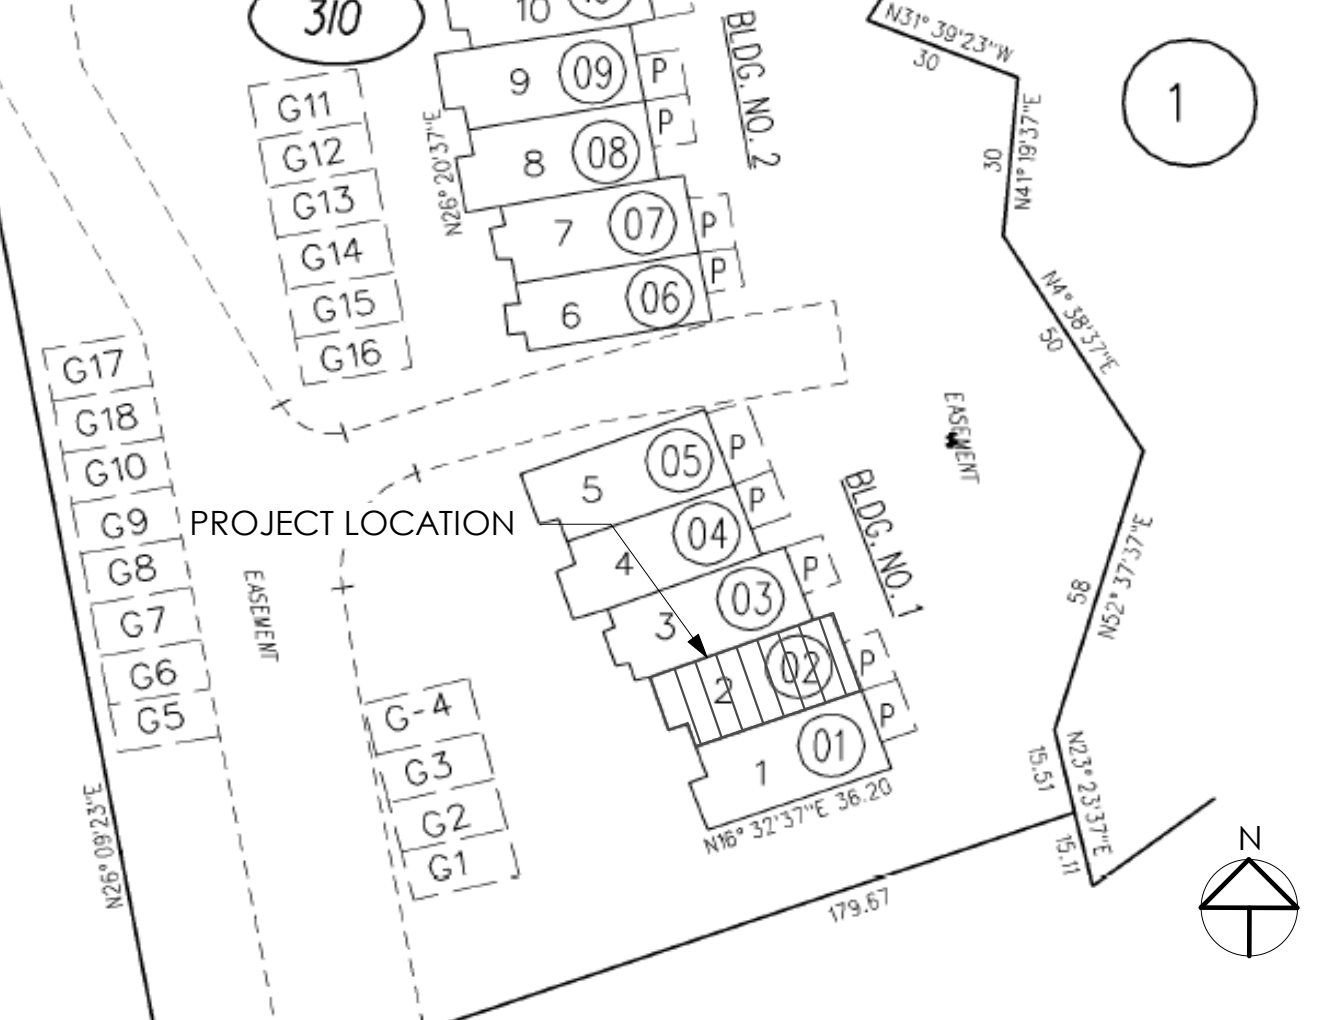 310
10
10
9
09
P
8
08
P
7
07
P
6
06
P
BLDG. NO. 2
N26° 20'37"E
G11
G12
G13
G14
G15
G16
N31° 39'23"W
30
30
N41° 19'37"E
1
N4° 38'37"E
50
EASEMENT
G17
G18
G10
G9
G8
G7
G6
G5
PROJECT LOCATION
EASEMENT
5
05
P
4
04
P
3
03
P
2
02
P
1
01
P
BLDG. NO. 1
N16° 32'37"E 36.20
58
N52° 37'37"E
G-4
G3
G2
G1
N26° 09'23"E
15.51
N23° 23'37"E
15.11
179.67
N